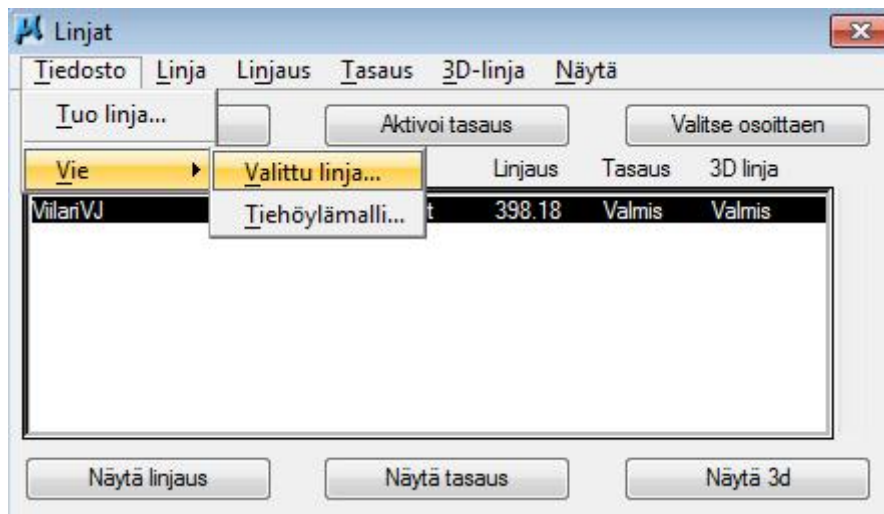 Linjat
Tiedosto Linja Linjaus Tasaus 3D-linja Näytä
Tuo linja... Aktivoi tasaus Valitse osoittaen
Vie Valittu linja... Linjaus Tasaus 3D linja
ViilariVJ Tiehöylämalli... t 398.18 Valmis Valmis
Näytä linjaus Näytä tasaus Näytä 3d